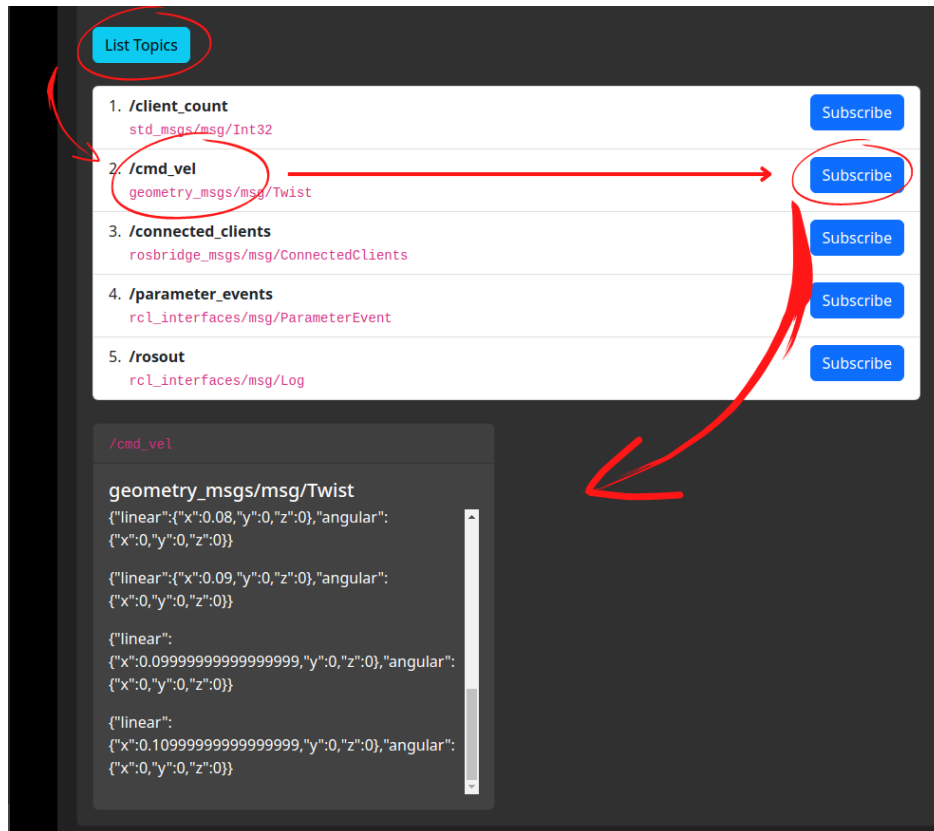 List Topics
1. /client_count
std_msgs/msg/Int32
Subscribe
2. /cmd_vel
geometry_msgs/msg/Twist
Subscribe
3. /connected_clients
rosbridge_msgs/msg/ConnectedClients
Subscribe
4. /parameter_events
rcl_interfaces/msg/ParameterEvent
Subscribe
5. /rosout
rcl_interfaces/msg/Log
Subscribe
/cmd_vel
geometry_msgs/msg/Twist
{"linear":{"x":0.08,"y":0,"z":0},"angular":
{"x":0,"y":0,"z":0}}
{"linear":{"x":0.09,"y":0,"z":0},"angular":
{"x":0,"y":0,"z":0}}
{"linear":
{"x":0.09999999999999999,"y":0,"z":0},"angular":
{"x":0,"y":0,"z":0}}
{"linear":
{"x":0.10999999999999999,"y":0,"z":0},"angular":
{"x":0,"y":0,"z":0}}